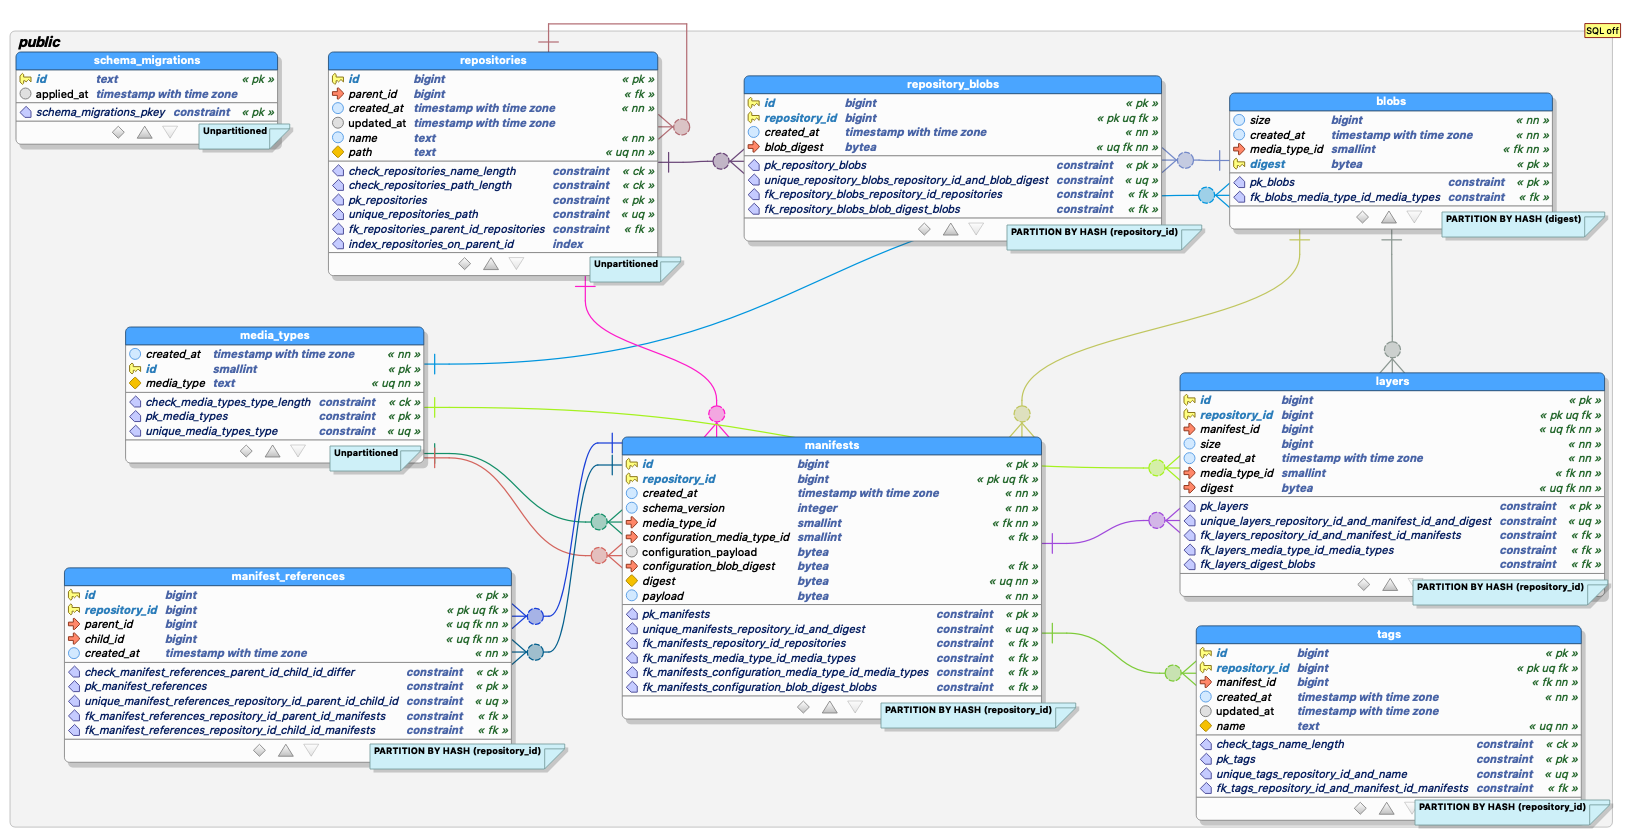 SQL off
public
schema_migrations
id text « pk »
applied_at timestamp with time zone
schema_migrations_pkey constraint « pk »
Unpartitioned
repositories
id bigint « pk »
parent_id bigint « fk »
created_at timestamp with time zone « nn »
updated_at timestamp with time zone
name text « nn »
path text « uq nn »
check_repositories_name_length constraint « ck »
check_repositories_path_length constraint « ck »
pk_repositories constraint « pk »
unique_repositories_path constraint « uq »
fk_repositories_parent_id_repositories constraint « fk »
index_repositories_on_parent_id index
Unpartitioned
repository_blobs
id bigint « pk »
repository_id bigint « pk uq fk »
created_at timestamp with time zone « nn »
blob_digest bytea « uq fk nn »
pk_repository_blobs constraint « pk »
unique_repository_blobs_repository_id_and_blob_digest constraint « uq »
fk_repository_blobs_repository_id_repositories constraint « fk »
fk_repository_blobs_blob_digest_blobs constraint « fk »
PARTITION BY HASH (repository_id)
blobs
size bigint « nn »
created_at timestamp with time zone « nn »
media_type_id smallint « fk nn »
digest bytea « pk »
pk_blobs constraint « pk »
fk_blobs_media_type_id_media_types constraint « fk »
PARTITION BY HASH (digest)
media_types
created_at timestamp with time zone « nn »
id smallint « pk »
media_type text « uq nn »
check_media_types_type_length constraint « ck »
pk_media_types constraint « pk »
unique_media_types_type constraint « uq »
Unpartitioned
layers
id bigint « pk »
repository_id bigint « pk uq fk »
manifest_id bigint « uq fk nn »
size bigint « nn »
created_at timestamp with time zone « nn »
media_type_id smallint « fk nn »
digest bytea « uq fk nn »
pk_layers constraint « pk »
unique_layers_repository_id_and_manifest_id_and_digest constraint « uq »
fk_layers_repository_id_and_manifest_id_manifests constraint « fk »
fk_layers_media_type_id_media_types constraint « fk »
fk_layers_digest_blobs constraint « fk »
PARTITION BY HASH (repository_id)
manifests
id bigint « pk »
repository_id bigint « pk uq fk »
created_at timestamp with time zone « nn »
schema_version integer « nn »
media_type_id smallint « fk nn »
configuration_media_type_id smallint « fk »
configuration_payload bytea
configuration_blob_digest bytea « fk »
digest bytea « uq nn »
payload bytea « nn »
pk_manifests constraint « pk »
unique_manifests_repository_id_and_digest constraint « uq »
fk_manifests_repository_id_repositories constraint « fk »
fk_manifests_media_type_id_media_types constraint « fk »
fk_manifests_configuration_media_type_id_media_types constraint « fk »
fk_manifests_configuration_blob_digest_blobs constraint « fk »
PARTITION BY HASH (repository_id)
manifest_references
id bigint « pk »
repository_id bigint « pk uq fk »
parent_id bigint « uq fk nn »
child_id bigint « uq fk nn »
created_at timestamp with time zone « nn »
check_manifest_references_parent_id_child_id_differ constraint « ck »
pk_manifest_references constraint « pk »
unique_manifest_references_repository_id_parent_id_child_id constraint « uq »
fk_manifest_references_repository_id_parent_id_manifests constraint « fk »
fk_manifest_references_repository_id_child_id_manifests constraint « fk »
PARTITION BY HASH (repository_id)
tags
id bigint « pk »
repository_id bigint « pk uq fk »
manifest_id bigint « fk nn »
created_at timestamp with time zone « nn »
updated_at timestamp with time zone
name text « uq nn »
check_tags_name_length constraint « ck »
pk_tags constraint « pk »
unique_tags_repository_id_and_name constraint « uq »
fk_tags_repository_id_and_manifest_id_manifests constraint « fk »
PARTITION BY HASH (repository_id)